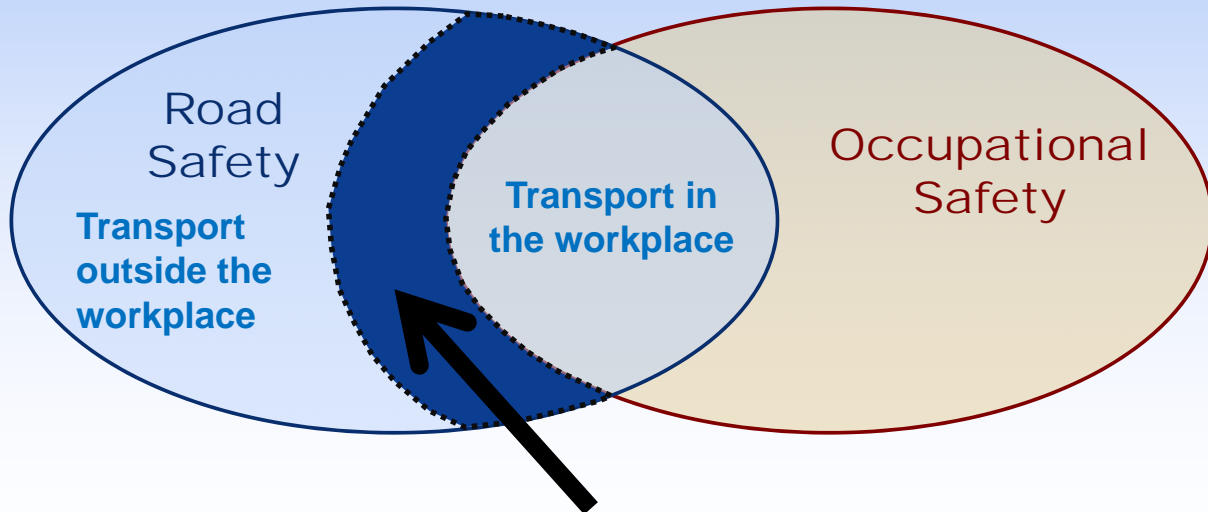 Road
Safety
Transport
outside the
workplace
Transport in
the workplace
Occupational
Safety